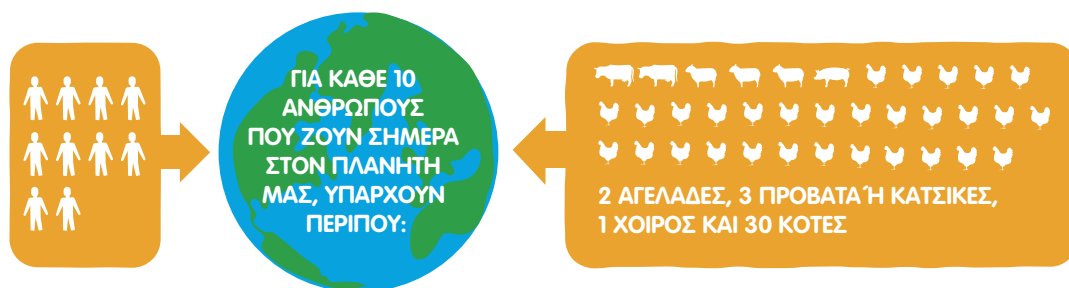 ΓΙΑ ΚΑΘΕ 10
ΑΝΘΡΩΠΟΥΣ
ΠΟΥ ΖΟΥΝ ΣΗΜΕΡΑ
ΣΤΟΝ ΠΛΑΝΗΤΗ
ΜΑΣ, ΥΠΑΡΧΟΥΝ
ΠΕΡΙΠΟΥ:
2 ΑΓΕΛΑΔΕΣ, 3 ΠΡΟΒΑΤΑ Ή ΚΑΤΣΙΚΕΣ,
1 ΧΟΙΡΟΣ ΚΑΙ 30 ΚΟΤΕΣ